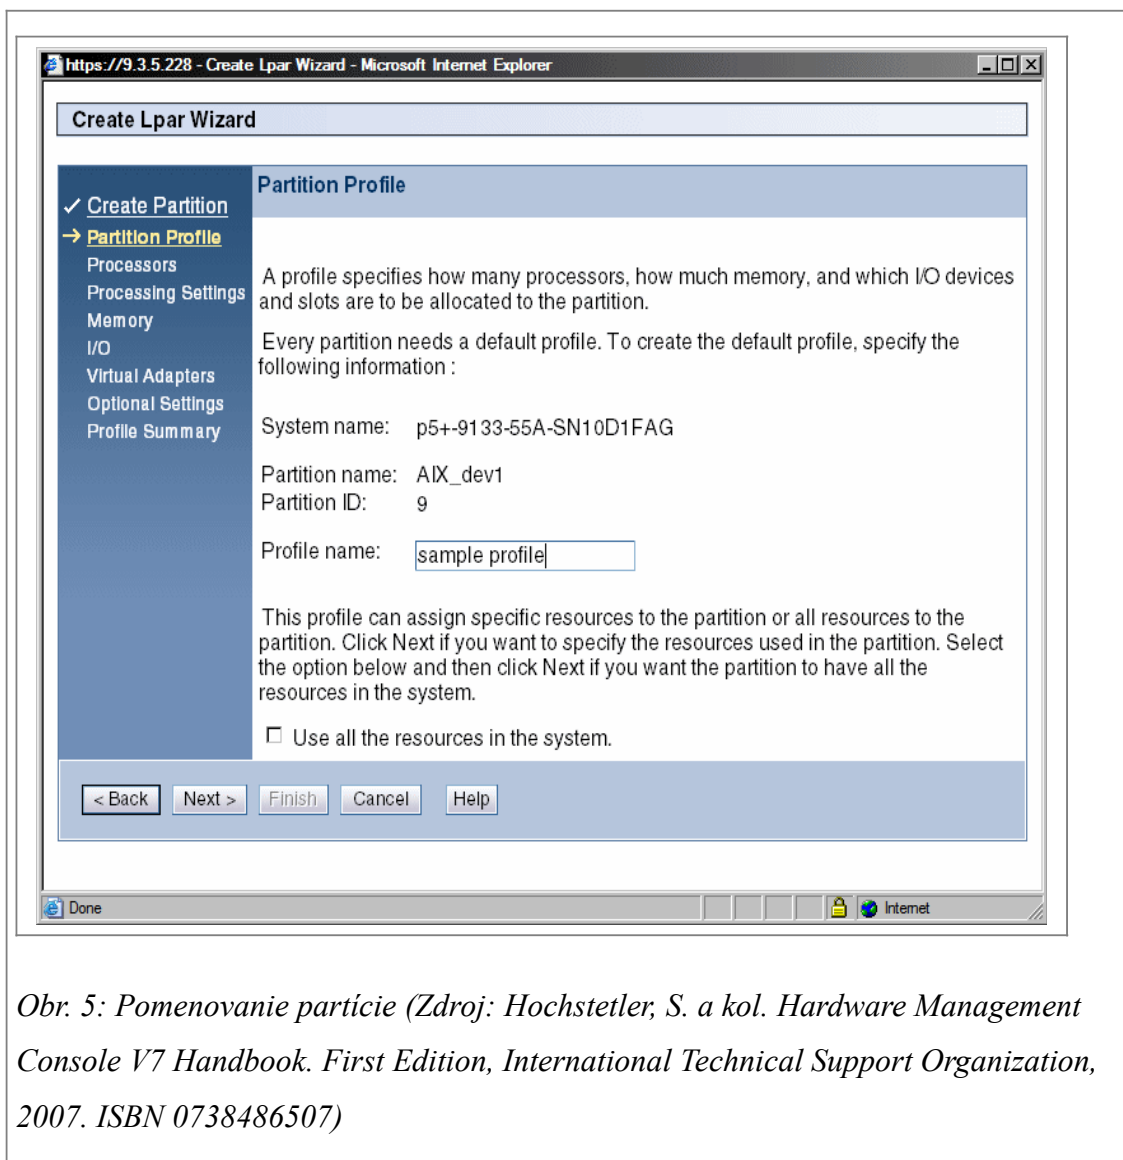 https://9.3.5.228 - Create Lpar Wizard - Microsoft Internet Explorer
Create Lpar Wizard
Create Partition
Partition Profile
Processors
Processing Settings
Memory
I/O
Virtual Adapters
Optional Settings
Profile Summary
Partition Profile
A profile specifies how many processors, how much memory, and which I/O devices
and slots are to be allocated to the partition.
Every partition needs a default profile. To create the default profile, specify the
following information :
System name: p5+-9133-55A-SN10D1FAG
Partition name: AIX_dev1
Partition ID: 9
Profile name: sample profile
This profile can assign specific resources to the partition or all resources to the
partition. Click Next if you want to specify the resources used in the partition. Select
the option below and then click Next if you want the partition to have all the
resources in the system.
Use all the resources in the system.
< Back Next > Finish Cancel Help
Done Internet
Obr. 5: Pomenovanie partície (Zdroj: Hochstetler, S. a kol. Hardware Management
Console V7 Handbook. First Edition, International Technical Support Organization,
2007. ISBN 0738486507)